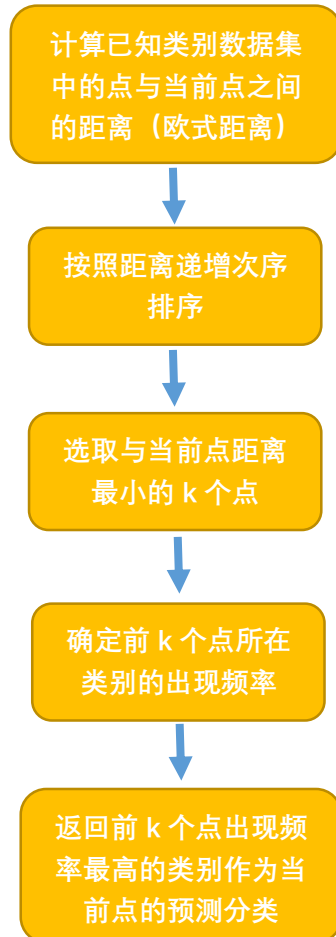 计算已知类别数据集
中的点与当前点之间
的距离（欧式距离）
按照距离递增次序
排序
选取与当前点距离
最小的 k 个点
确定前 k 个点所在
类别的出现频率
返回前 k 个点出现频
率最高的类别作为当
前点的预测分类